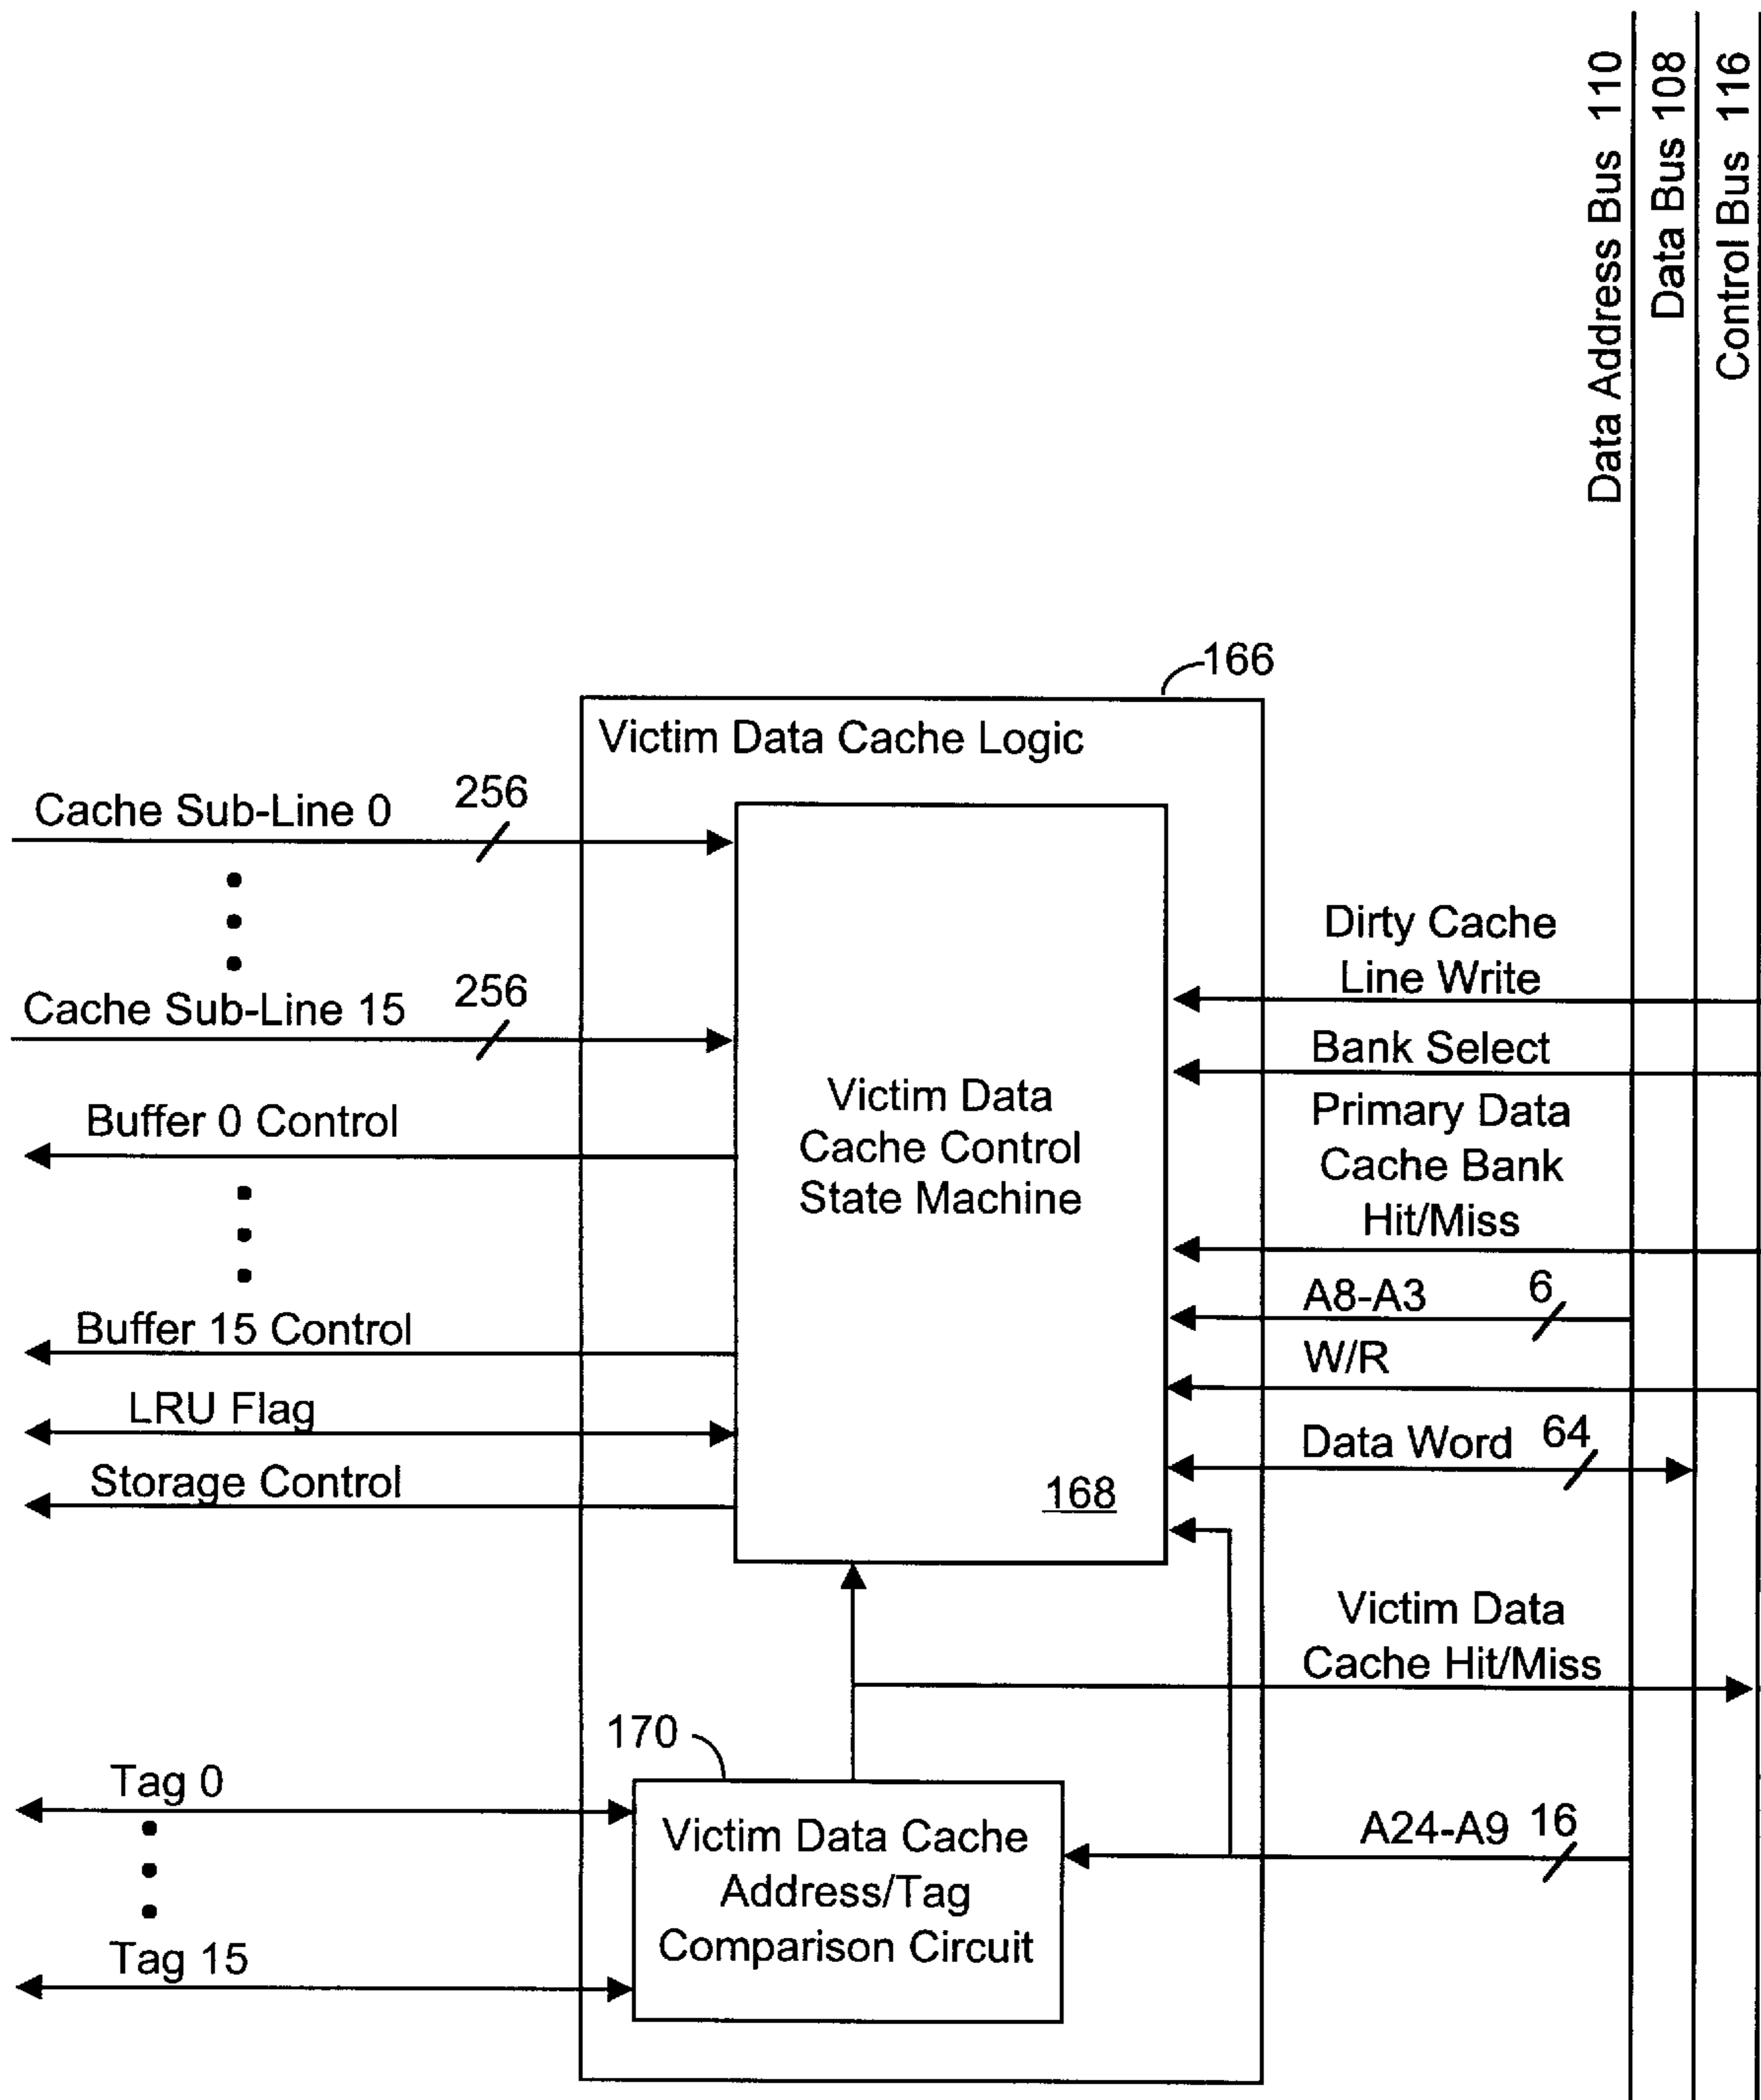 Data Address Bus 110
Data Bus 108
Control Bus 116
166
Victim Data Cache Logic
Cache Sub-Line 0
256
Cache Sub-Line 15
256
Buffer 0 Control
Buffer 15 Control
LRU Flag
Storage Control
Victim Data
Cache Control
State Machine
168
Dirty Cache
Line Write
Bank Select
Primary Data
Cache Bank
Hit/Miss
A8-A3
6
W/R
Data Word
64
Victim Data
Cache Hit/Miss
170
Tag 0
Tag 15
Victim Data Cache
Address/Tag
Comparison Circuit
A24-A9
16